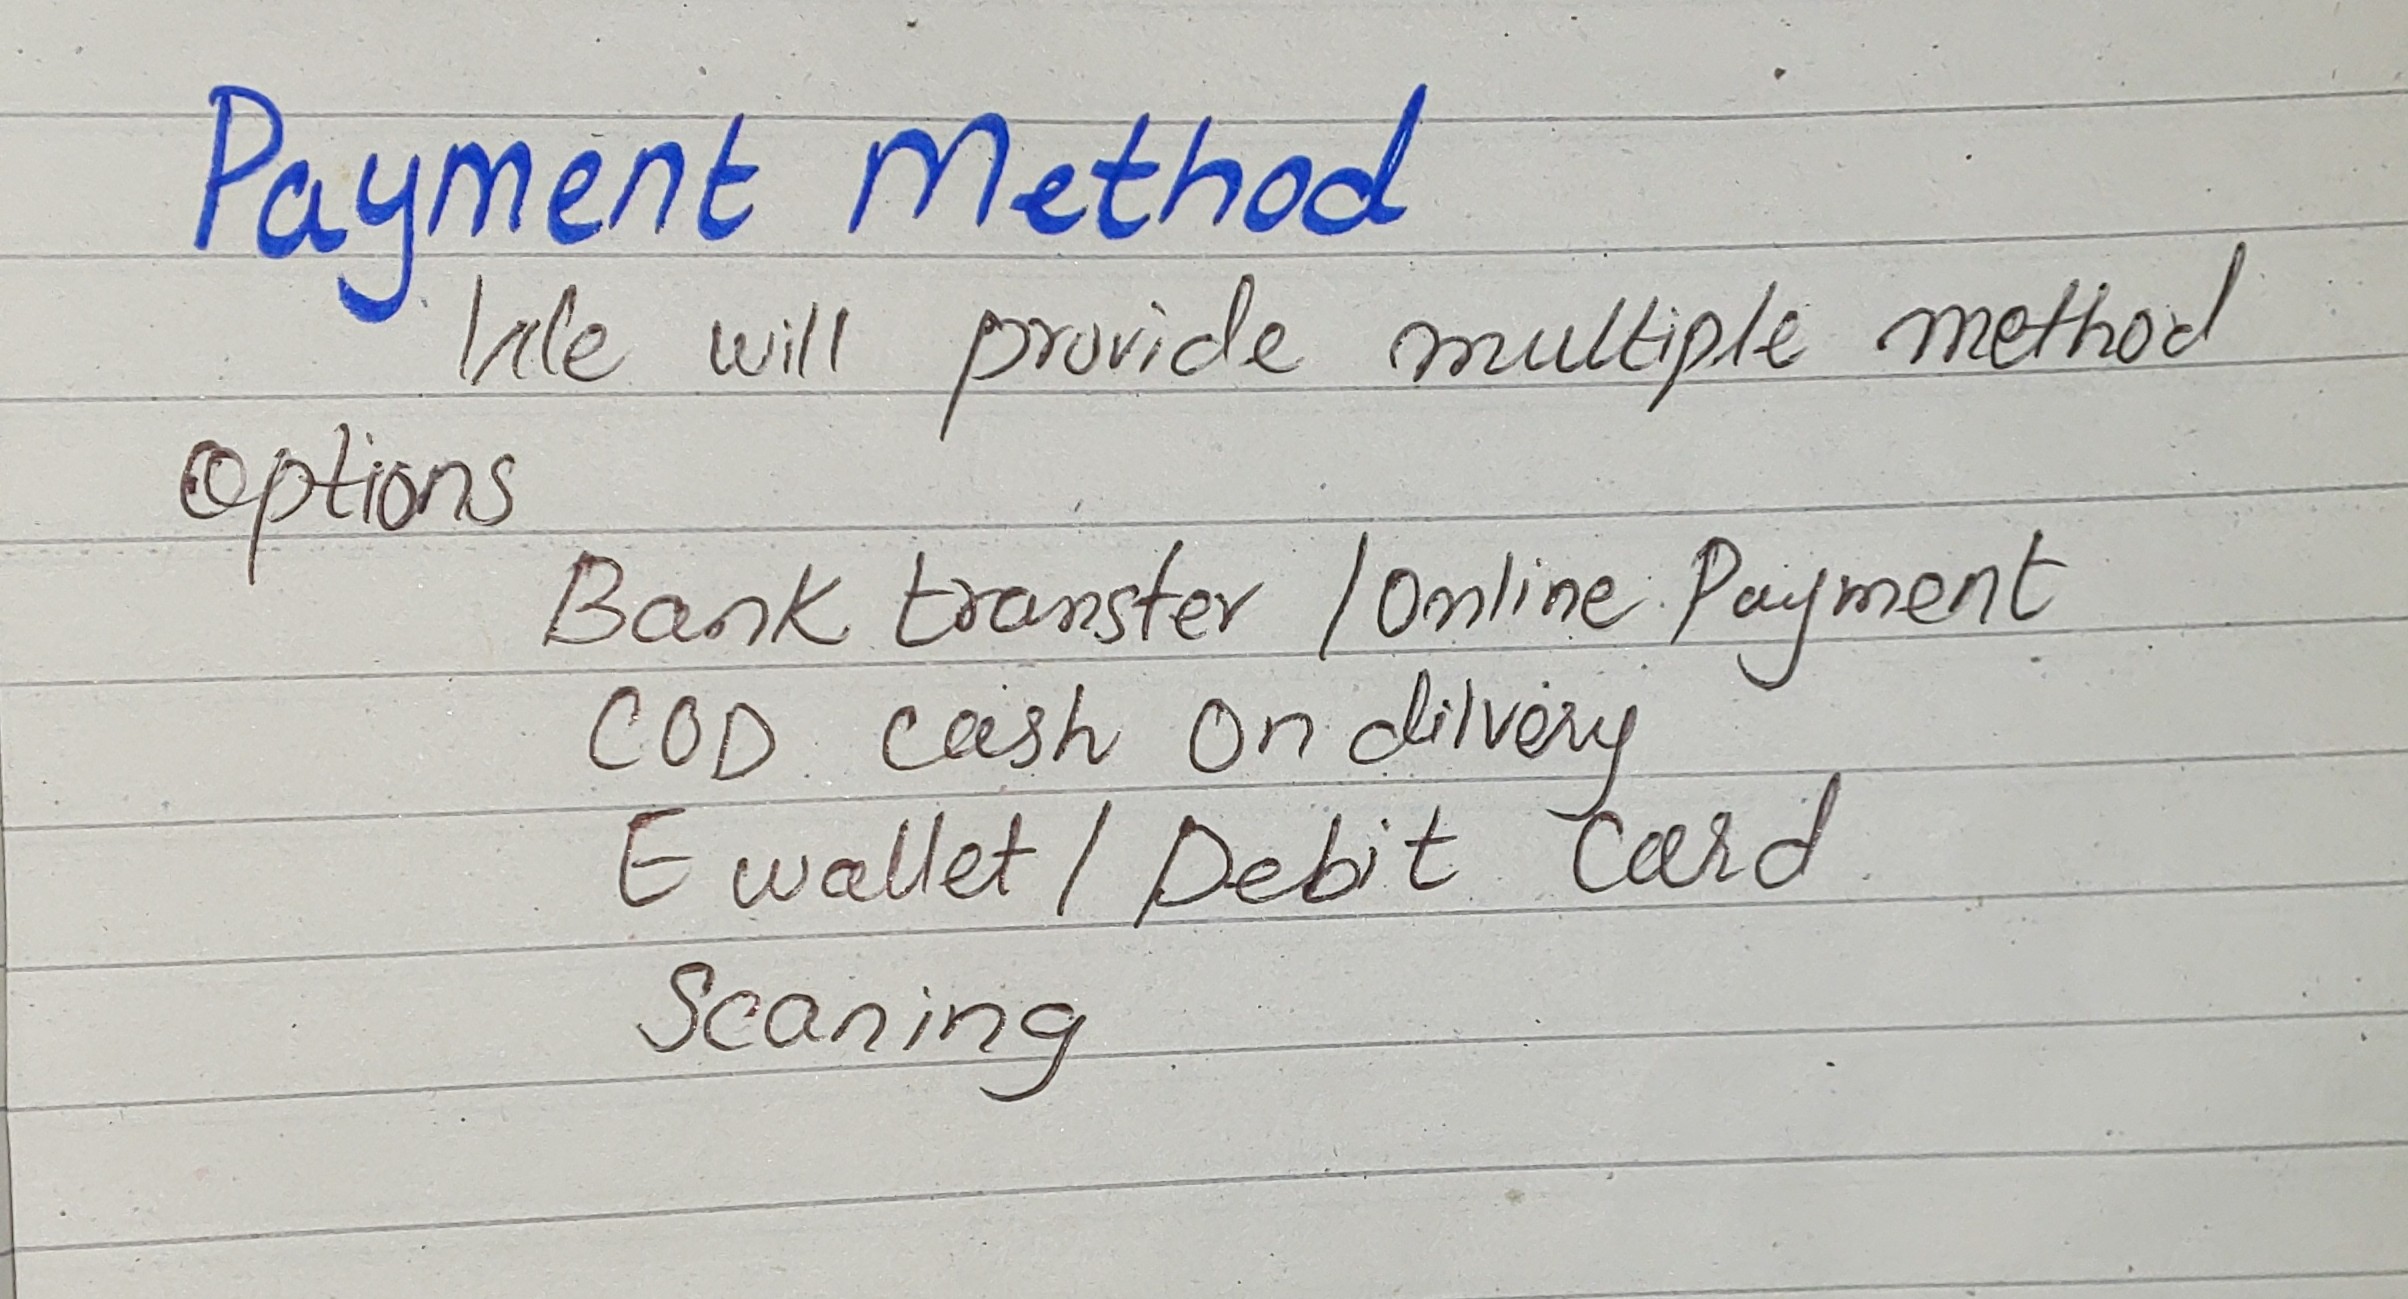 Payment Method
We will provide multiple method
options
Bank transfer / Online Payment
COD cash on dilvery
E wallet / Debit Card
Scaning